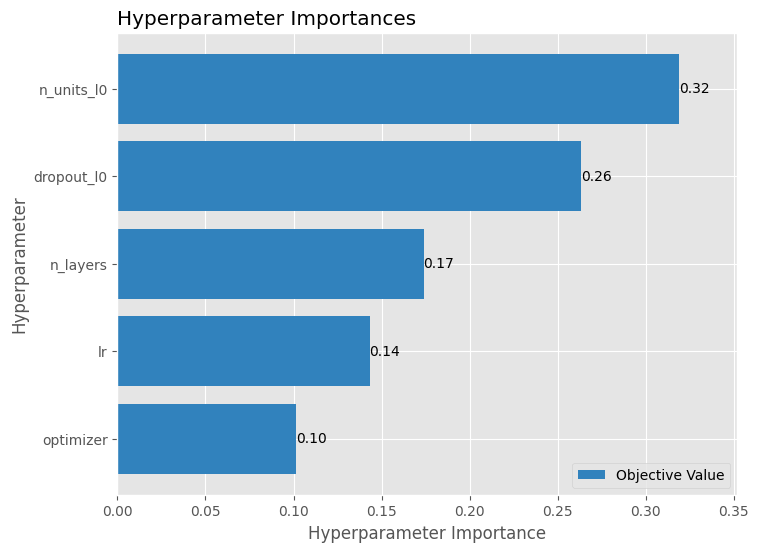 Hyperparameter Importances
Hyperparameter
n_units_l0
0.32
dropout_l0
0.26
n_layers
0.17
lr
0.14
optimizer
0.10
Objective Value
0.00 0.05 0.10 0.15 0.20 0.25 0.30 0.35
Hyperparameter Importance